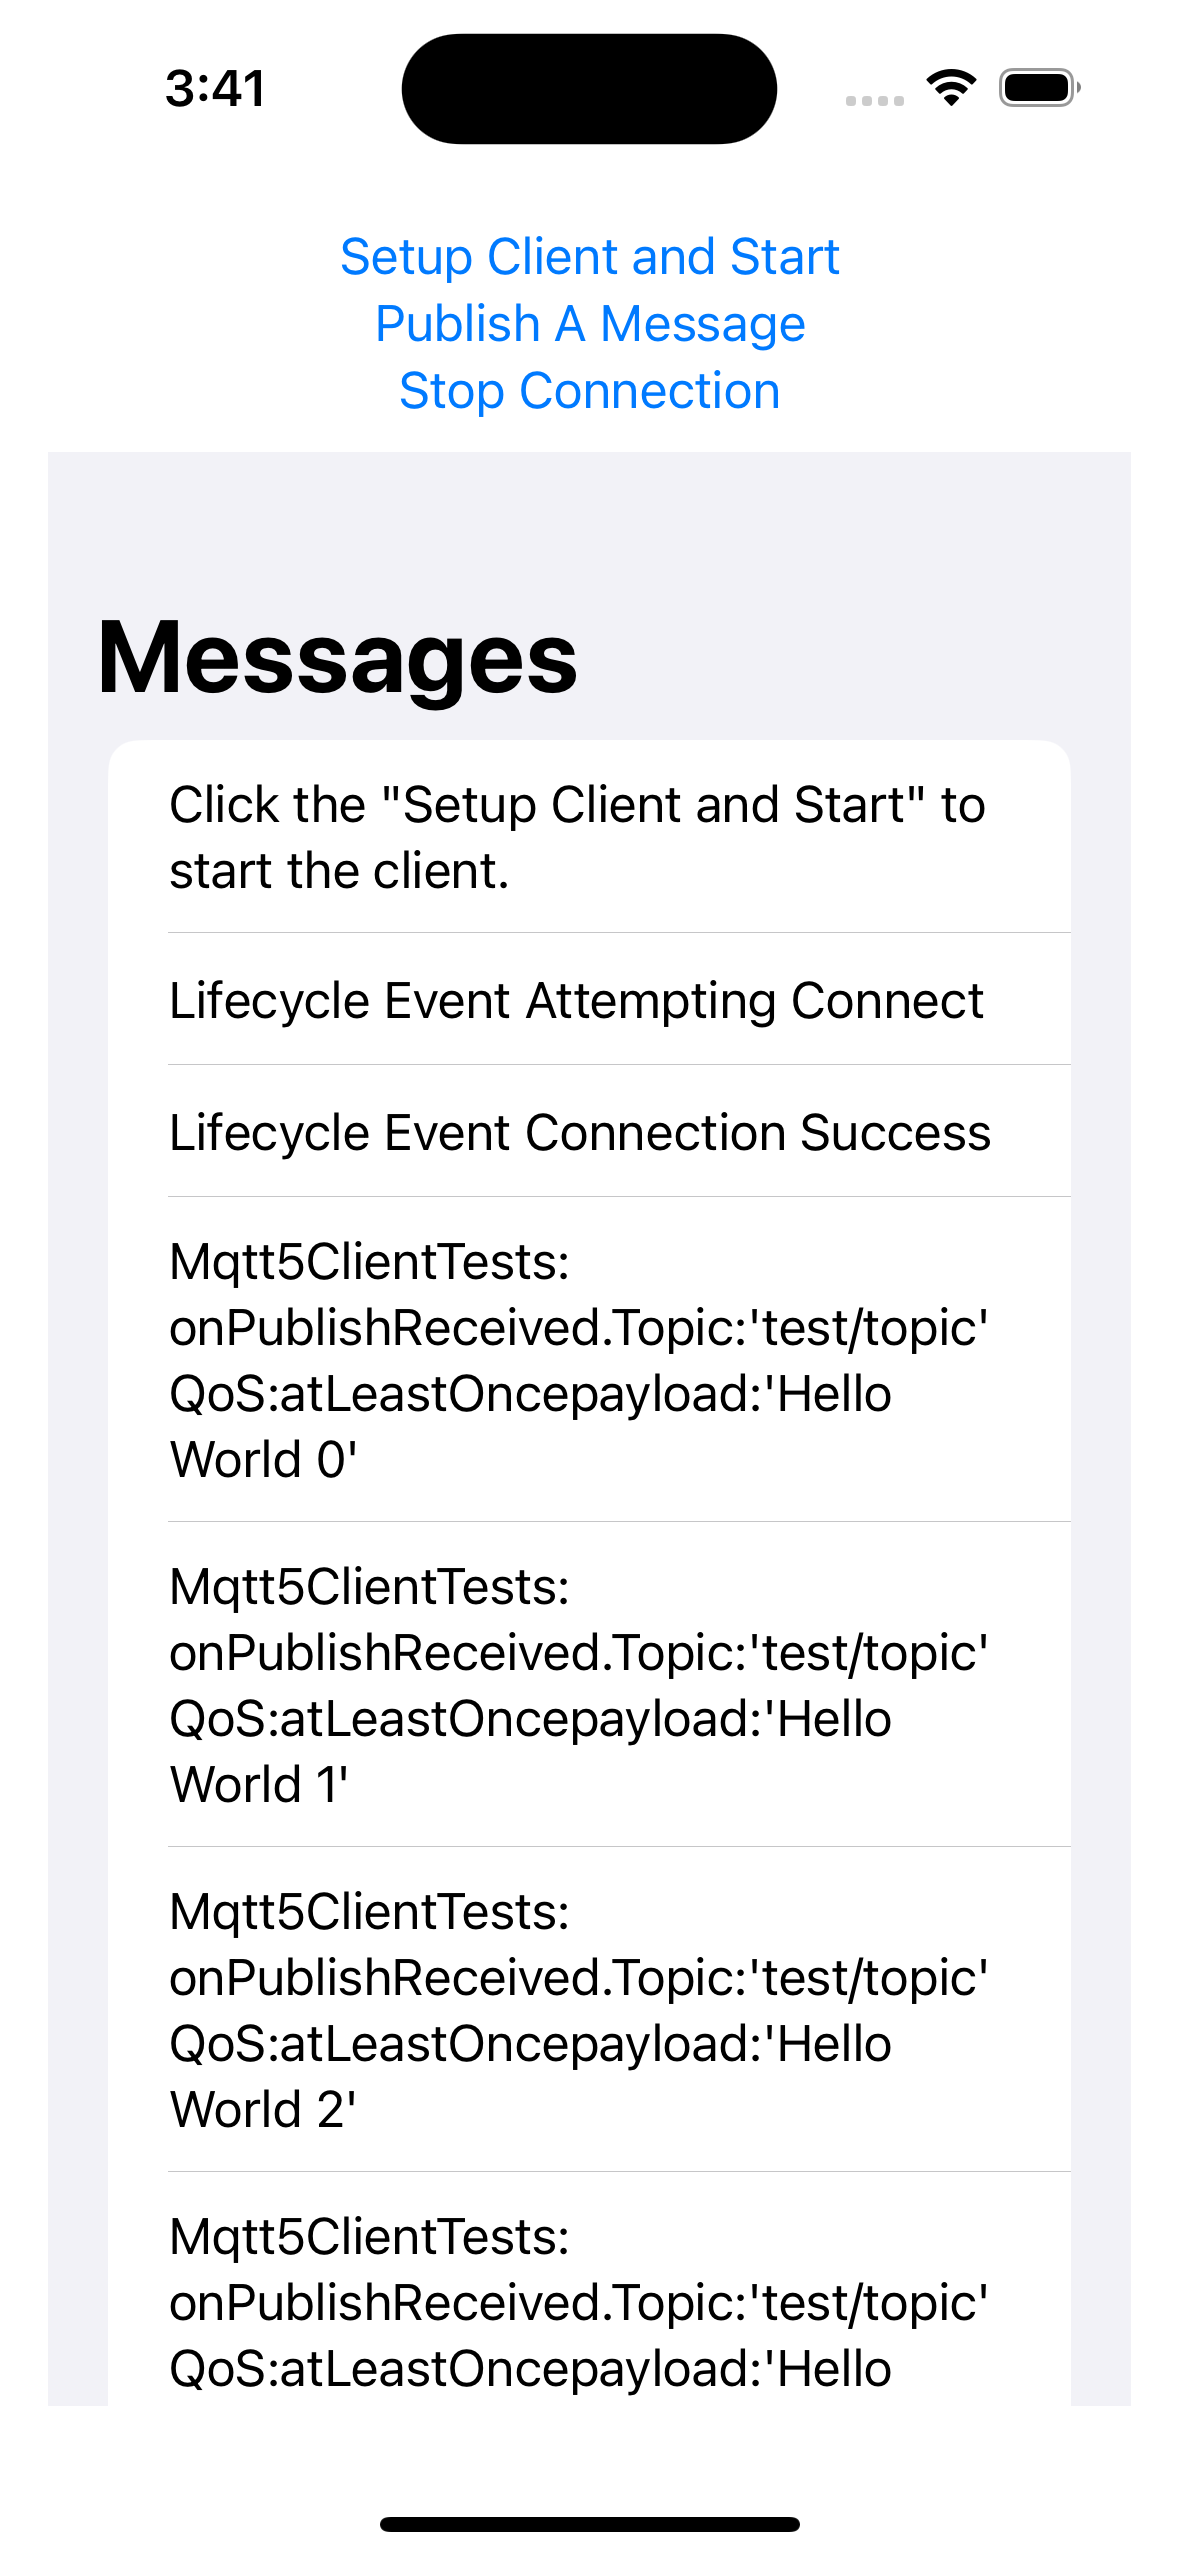 3:41
Setup Client and Start
Publish A Message
Stop Connection
Messages
Click the "Setup Client and Start" to
start the client.
Lifecycle Event Attempting Connect
Lifecycle Event Connection Success
Mqtt5ClientTests:
onPublishReceived.Topic:'test/topic'
QoS:atLeastOncepayload:'Hello
World 0'
Mqtt5ClientTests:
onPublishReceived.Topic:'test/topic'
QoS:atLeastOncepayload:'Hello
World 1'
Mqtt5ClientTests:
onPublishReceived.Topic:'test/topic'
QoS:atLeastOncepayload:'Hello
World 2'
Mqtt5ClientTests:
onPublishReceived.Topic:'test/topic'
QoS:atLeastOncepayload:'Hello